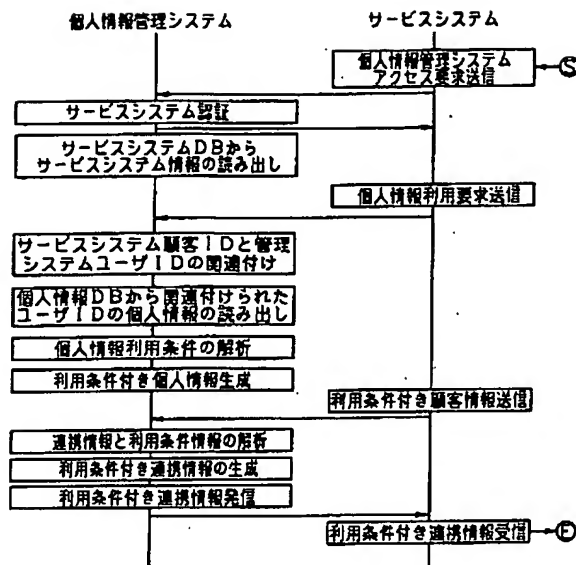 個人情報管理システム
サービスシステム
個人情報管理システム
アクセス要求送信
S
サービスシステム認証
サービスシステムDBから
サービスシステム情報の読み出し
個人情報利用要求送信
サービスシステム顧客IDと管理
システムユーザIDの関連付け
個人情報DBから関連付けられた
ユーザIDの個人情報の読み出し
個人情報利用条件の解析
利用条件付き個人情報生成
利用条件付き顧客情報送信
連携情報と利用条件情報の解析
利用条件付き連携情報の生成
利用条件付き連携情報発信
利用条件付き連携情報受信
E